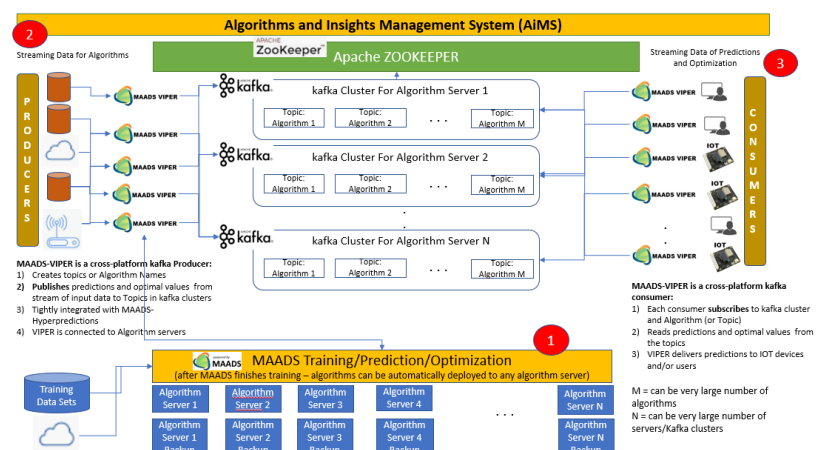 Algorithms and Insights Management System (AiMS)
2
Streaming Data for Algorithms
APACHE
ZooKeeper™
Apache ZOOKEEPER
Streaming Data of Predictions
and Optimization
3
PRODUCERS
MAADS VIPER
MAADS VIPER
MAADS VIPER
MAADS VIPER
MAADS VIPER
kafka
kafka Cluster For Algorithm Server 1
Topic:
Algorithm 1
Topic:
Algorithm 2
. . .
Topic:
Algorithm M
kafka
kafka Cluster For Algorithm Server 2
Topic:
Algorithm 1
Topic:
Algorithm 2
. . .
Topic:
Algorithm M
.
.
kafka
kafka Cluster For Algorithm Server N
Topic:
Algorithm 1
Topic:
Algorithm 2
. . .
Topic:
Algorithm M
MAADS VIPER
MAADS VIPER
MAADS VIPER
IOT
MAADS VIPER
IOT
MAADS VIPER
IOT
.
.
CONSUMERS
MAADS-VIPER is a cross-platform kafka Producer:
1) Creates topics or Algorithm Names
2) Publishes predictions and optimal values from
stream of input data to Topics in kafka clusters
3) Tightly integrated with MAADS-
Hyperpredictions
4) VIPER is connected to Algorithm servers
MAADS-VIPER is a cross-platform kafka
consumer:
1) Each consumer subscribes to kafka cluster
and Algorithm (or Topic)
2) Reads predictions and optimal values from
the topics
3) VIPER delivers predictions to IOT devices
and/or users
M = can be very large number of
algorithms
N = can be very large number of
servers/Kafka clusters
1
MAADS
MAADS Training/Prediction/Optimization
(after MAADS finishes training – algorithms can be automatically deployed to any algorithm server)
Training
Data Sets
Algorithm
Server 1
Algorithm
Server 2
Algorithm
Server 3
Algorithm
Server 4
. . .
Algorithm
Server N
Algorithm
Server 1
Backup
Algorithm
Server 2
Backup
Algorithm
Server 3
Backup
Algorithm
Server 4
Backup
Algorithm
Server N
Backup